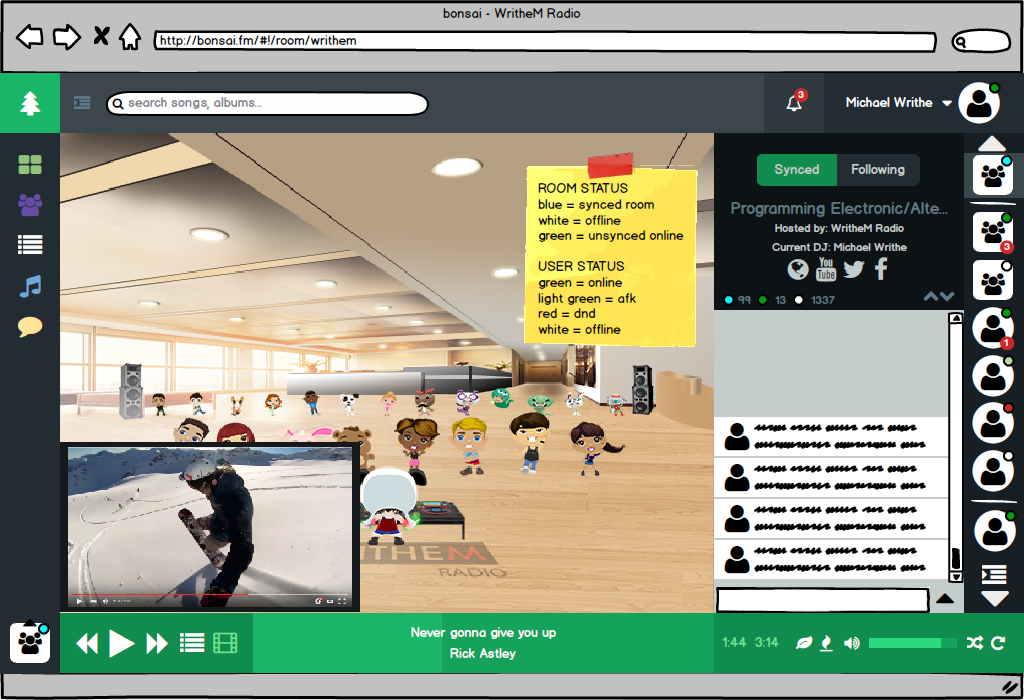 bonsai - WritheM Radio
http://bonsai.fm/#!/room/writhem
search songs, albums...
3
Michael Writhe
ROOM STATUS
blue = synced room
white = offline
green = unsynced online
USER STATUS
green = online
light green = afk
red = dnd
white = offline
Synced
Following
Programming Electronic/Alte...
Hosted by: WritheM Radio
Current DJ: Michael Writhe
You
Tube
99 13 1337
3
1
WRITHEM
RADIO
Never gonna give you up
Rick Astley
1:44 3:14